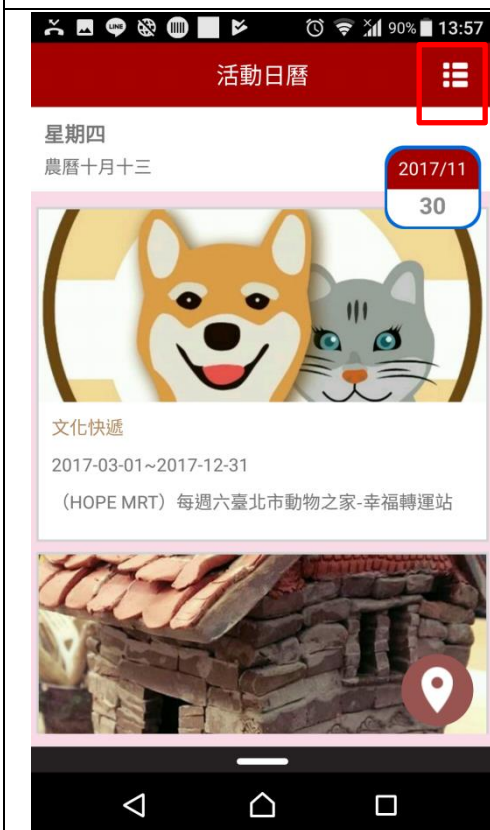 LINE
90%
13:57
活動日曆
星期四
農曆十月十三
2017/11
30
文化快遞
2017-03-01~2017-12-31
（HOPE MRT）每週六臺北市動物之家-幸福轉運站